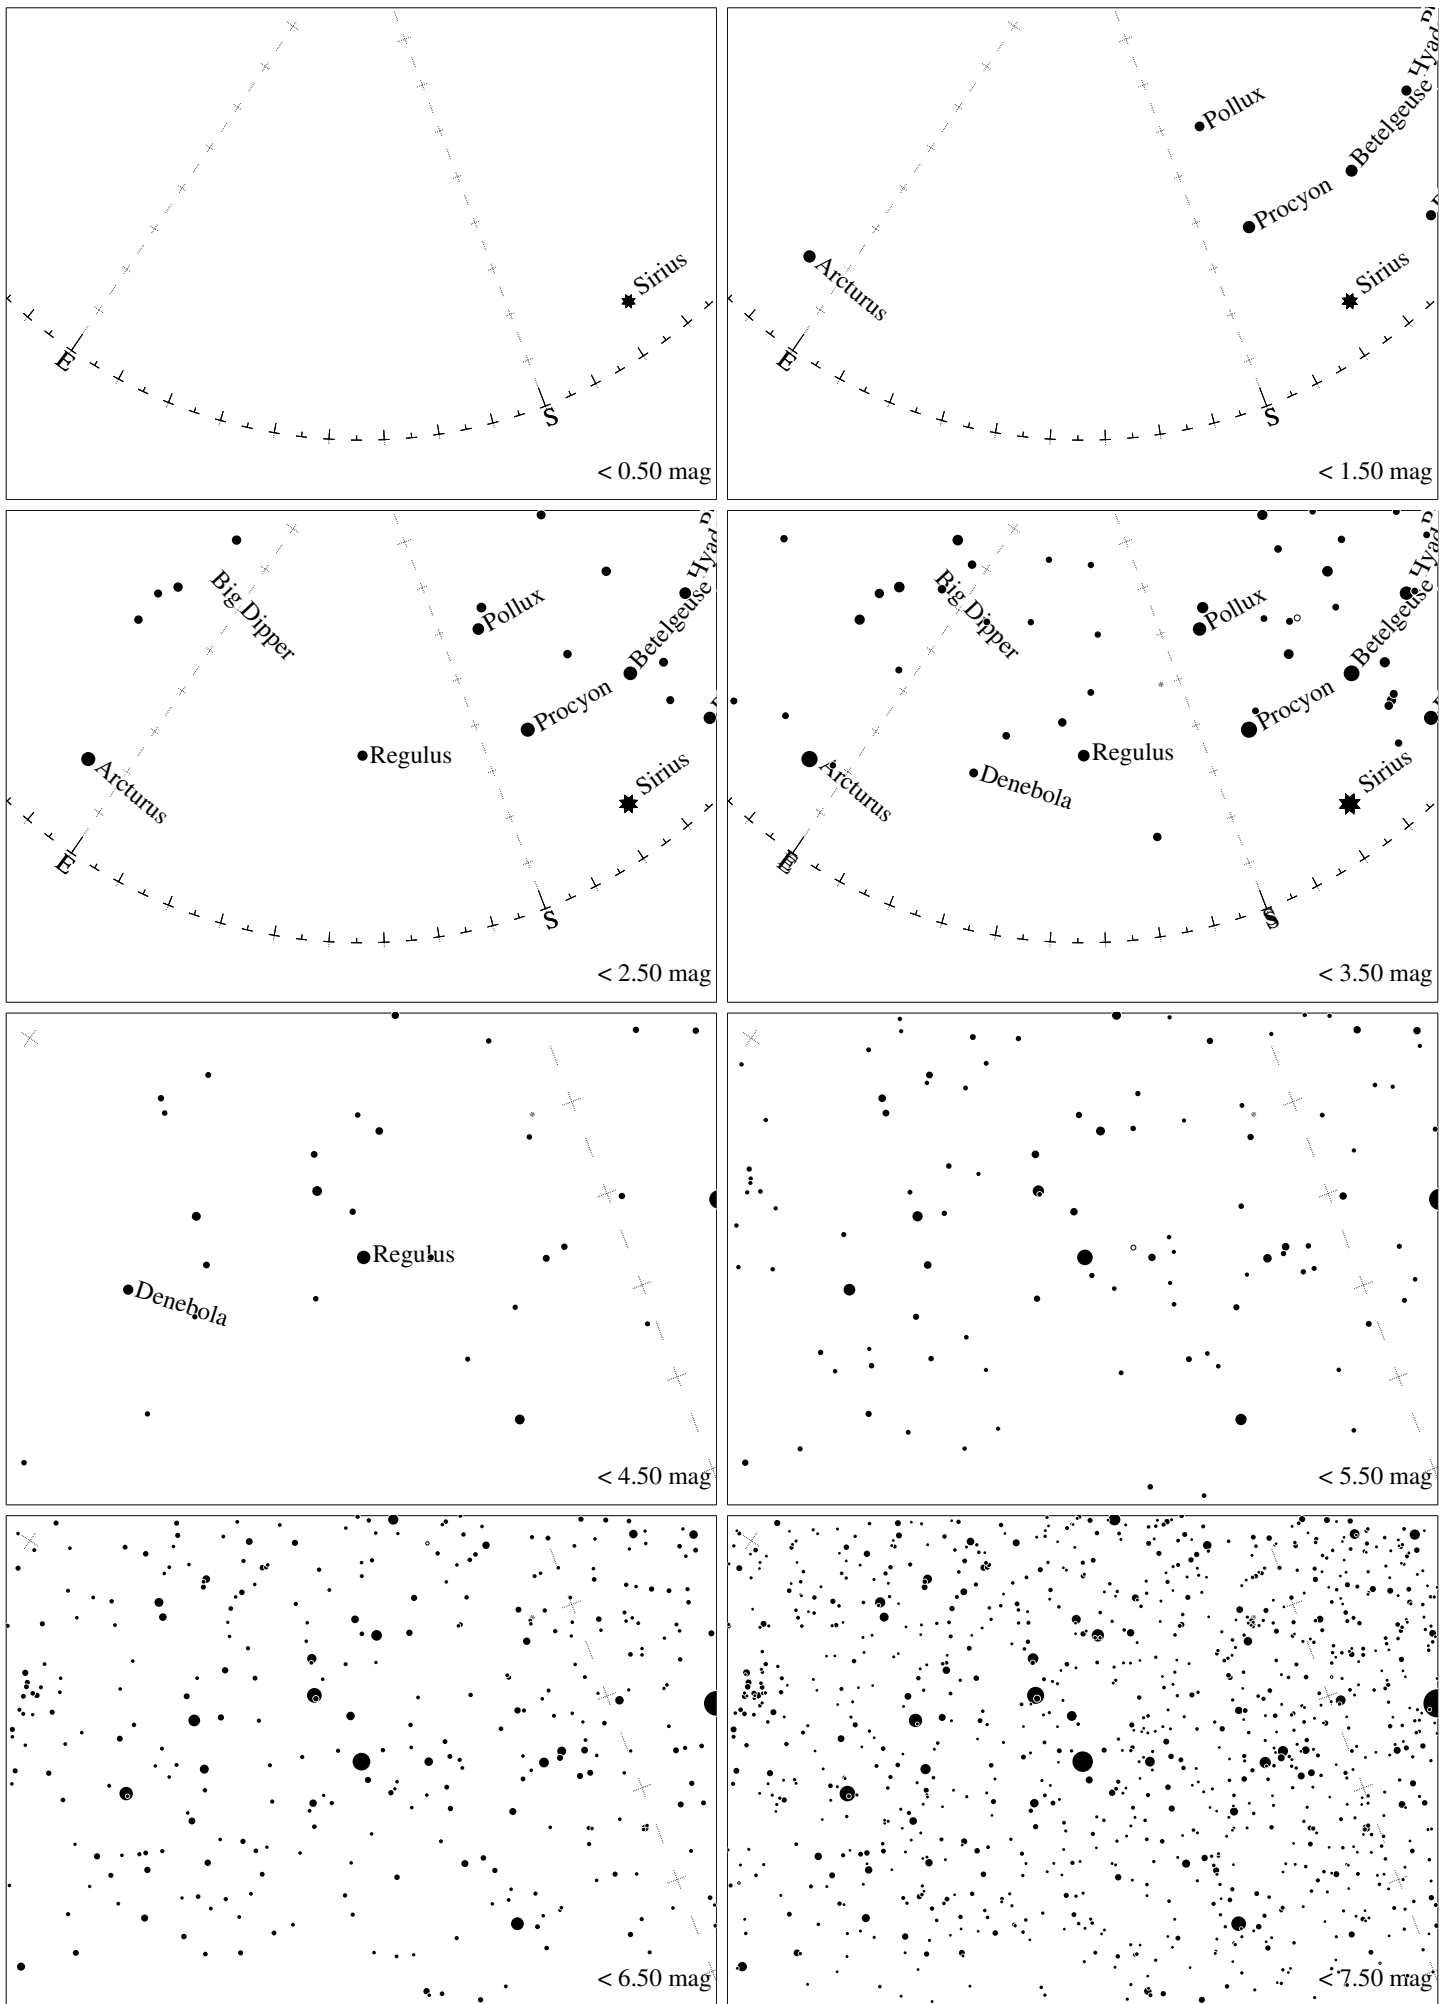 Sirius
E
S
< 0.50 mag
Pollux
Betelgeuse
Procyon
Arcturus
Sirius
E
S
< 1.50 mag
Big Dipper
Pollux
Betelgeuse
Procyon
Regulus
Arcturus
Sirius
E
S
< 2.50 mag
Big Dipper
Pollux
Betelgeuse
Procyon
Regulus
Denebola
Arcturus
Sirius
E
S
< 3.50 mag
Regulus
Denebola
< 4.50 mag
< 5.50 mag
< 6.50 mag
< 7.50 mag